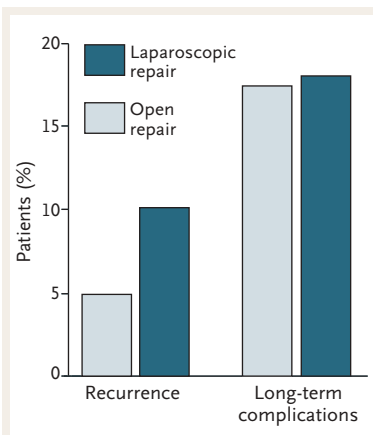 20
Laparoscopic
repair
Open
repair
15
Patients (%)
10
5
0
Recurrence
Long-term
complications